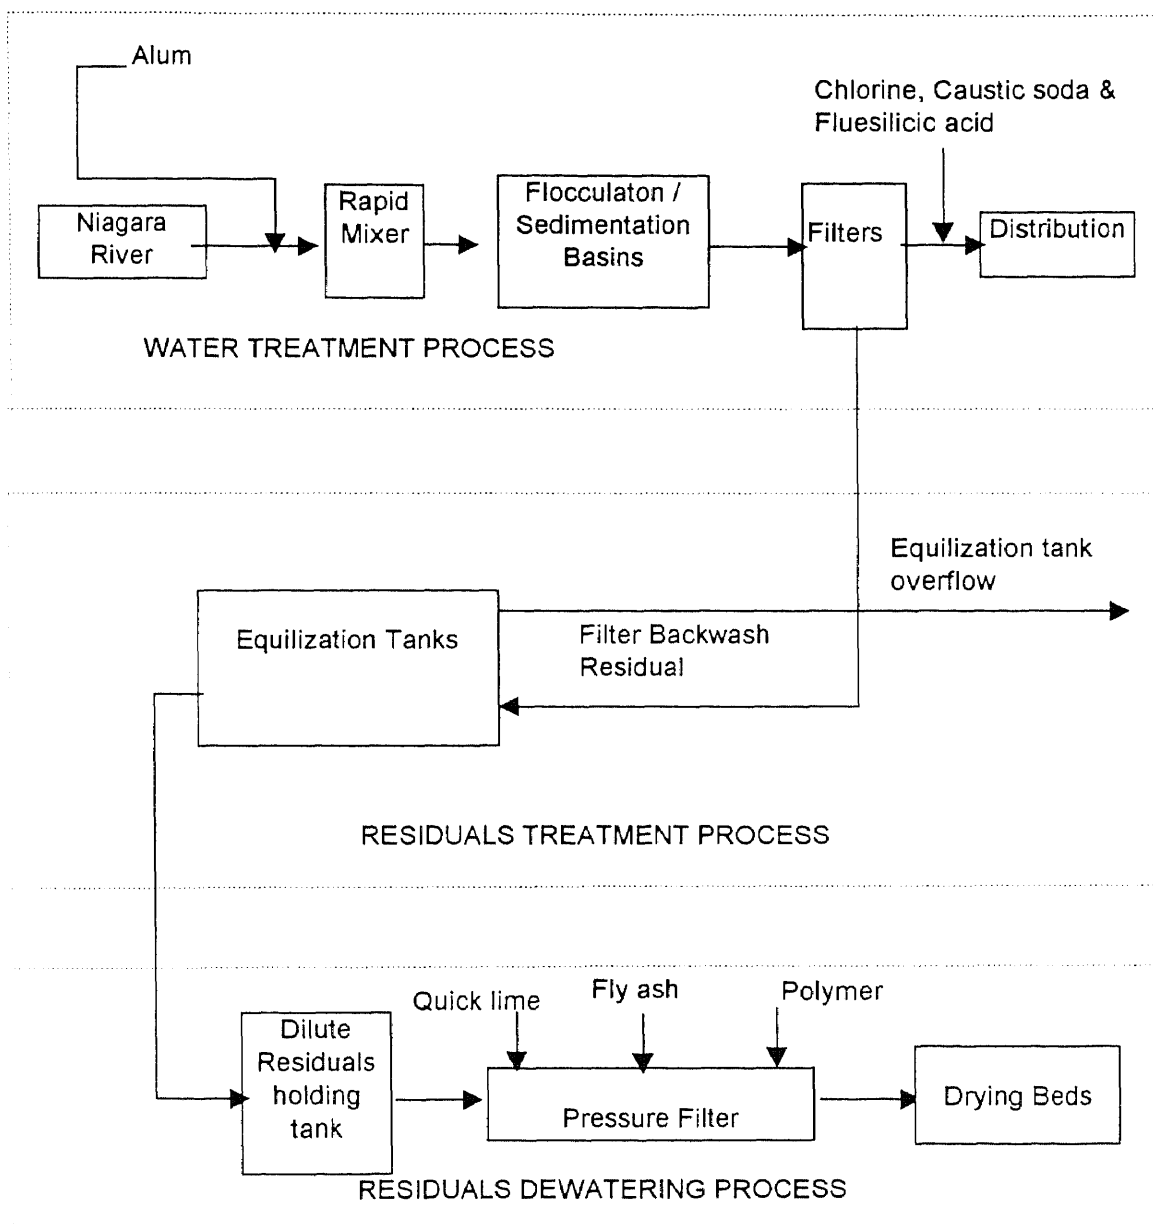 Alum
Chlorine, Caustic soda &
Fluesilicic acid
Niagara
River
Rapid
Mixer
Flocculaton /
Sedimentation
Basins
Filters
Distribution
WATER TREATMENT PROCESS
Equilization tank
overflow
Equilization Tanks
Filter Backwash
Residual
RESIDUALS TREATMENT PROCESS
Quick lime
Fly ash
Polymer
Dilute
Residuals
holding
tank
Pressure Filter
Drying Beds
RESIDUALS DEWATERING PROCESS